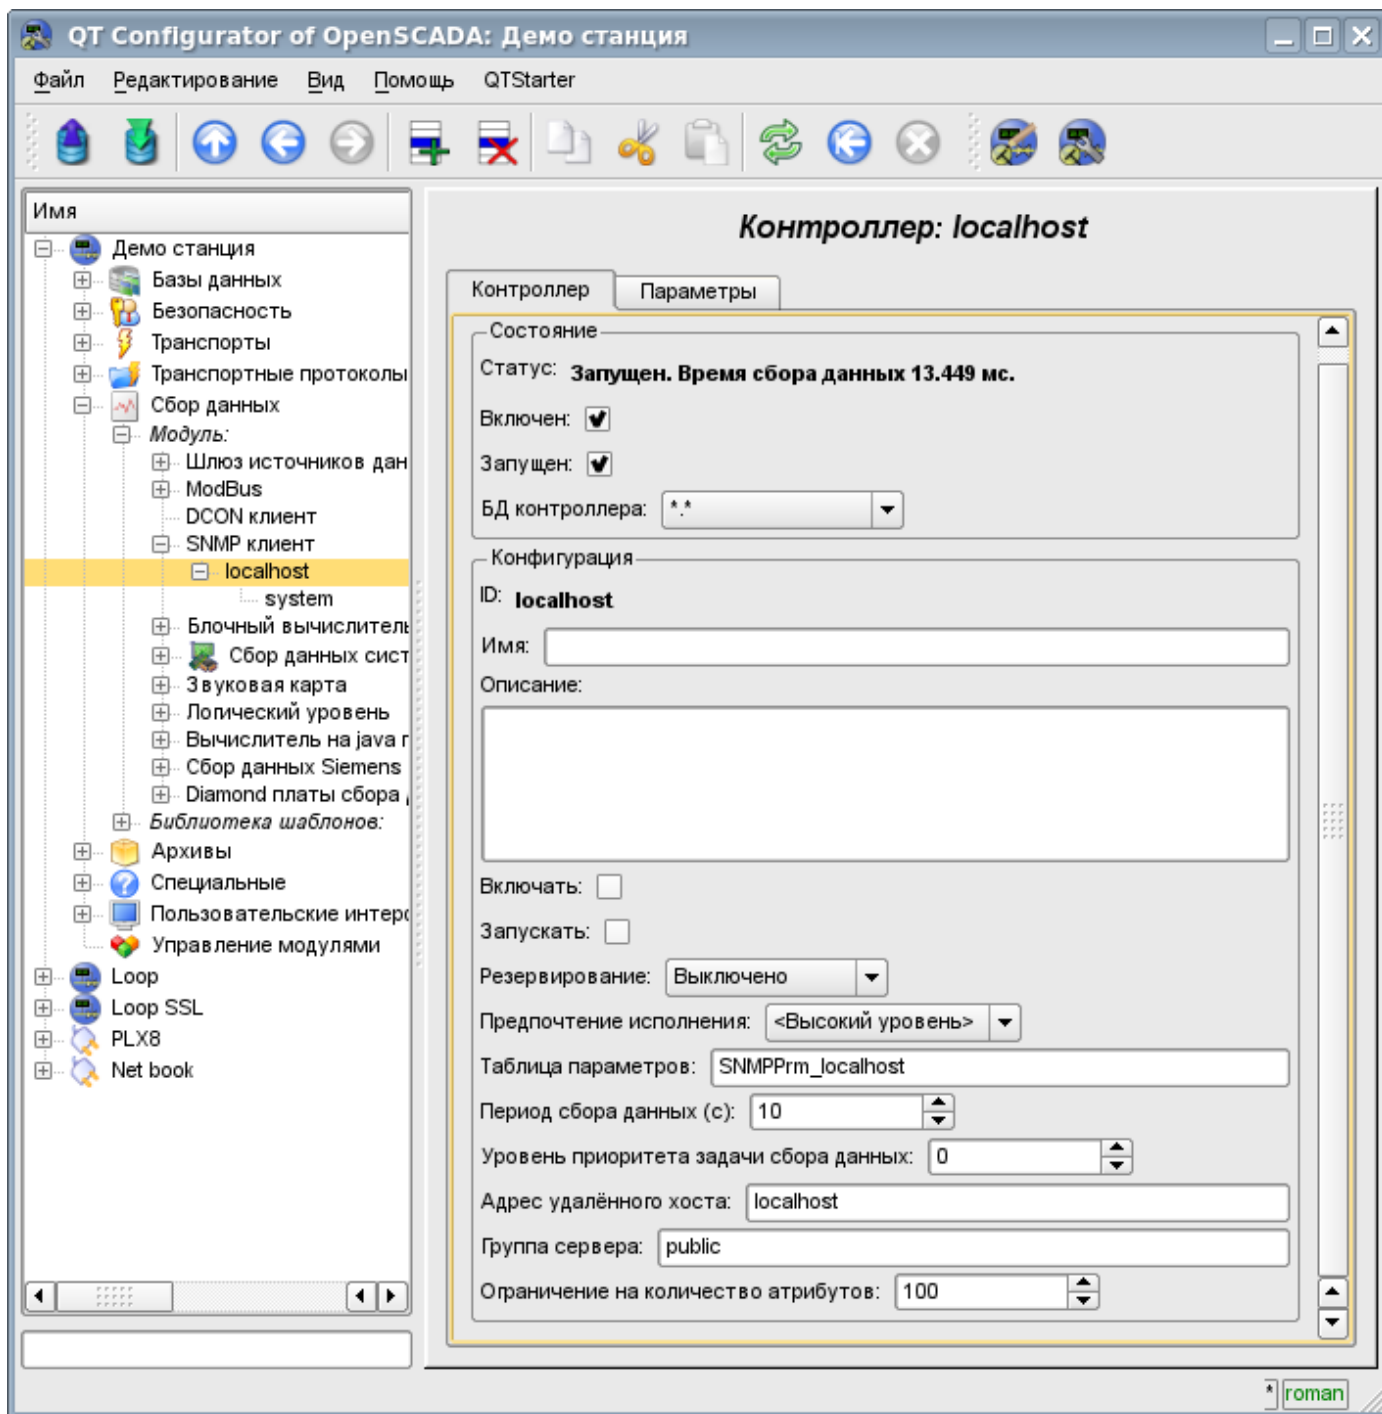 QT Configurator of OpenSCADA: Демо станция
Файл Редактирование Вид Помощь QTStarter
Имя
Демо станция
Базы данных
Безопасность
Транспорты
Транспортные протоколы
Сбор данных
Модуль:
Шлюз источников дан
ModBus
DCON клиент
SNMP клиент
localhost
system
Блочный вычислитель
Сбор данных сист
Звуковая карта
Логический уровень
Вычислитель на java
Сбор данных Siemens
Diamond платы сбора
Библиотека шаблонов:
Архивы
Специальные
Пользовательские интерф
Управление модулями
Loop
Loop SSL
PLX8
Net book
Контроллер: localhost
Контроллер Параметры
Состояние
Статус: Запущен. Время сбора данных 13.449 мс.
Включен:
Запущен:
БД контроллера: *.*
Конфигурация
ID: localhost
Имя:
Описание:
Включать:
Запускать:
Резервирование: Выключено
Предпочтение исполнения: <Высокий уровень>
Таблица параметров: SNMPPrm_localhost
Период сбора данных (с): 10
Уровень приоритета задачи сбора данных: 0
Адрес удалённого хоста: localhost
Группа сервера: public
Ограничение на количество атрибутов: 100
* roman